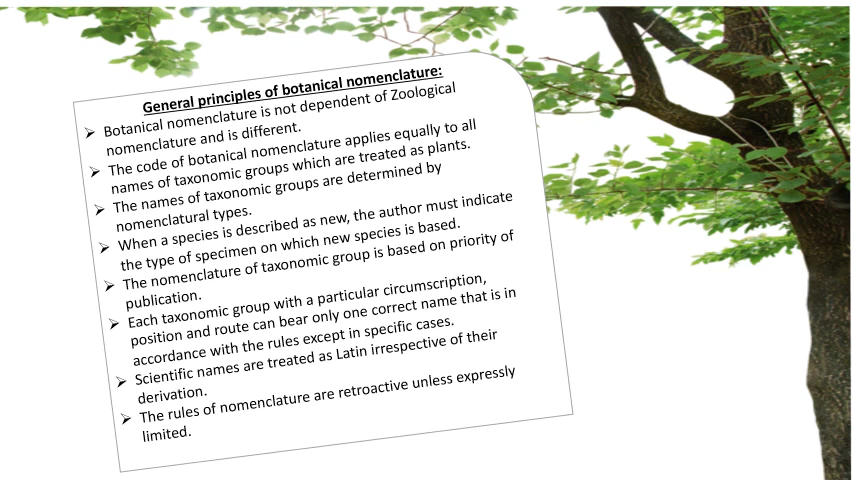 General principles of botanical nomenclature:
➢ Botanical nomenclature is not dependent of Zoological
nomenclature and is different.
➢ The code of botanical nomenclature applies equally to all
names of taxonomic groups which are treated as plants.
➢ The names of taxonomic groups are determined by
nomenclatural types.
➢ When a species is described as new, the author must indicate
the type of specimen on which new species is based.
➢ The nomenclature of taxonomic group is based on priority of
publication.
➢ Each taxonomic group with a particular circumscription,
position and route can bear only one correct name that is in
accordance with the rules except in specific cases.
➢ Scientific names are treated as Latin irrespective of their
derivation.
➢ The rules of nomenclature are retroactive unless expressly
limited.